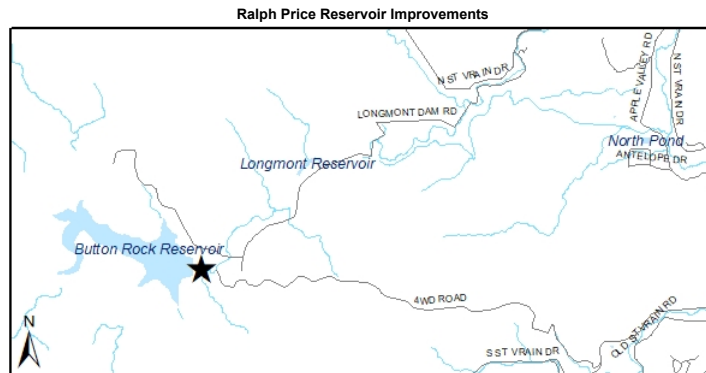 Ralph Price Reservoir Improvements
N ST VRAIN DR
APPLE VALLEY RD
N ST VRAIN DR
LONGMONT DAM RD
North Pond
ANTELOPE DR
Longmont Reservoir
Button Rock Reservoir
4WD ROAD
OLD ST VRAIN RD
S ST VRAIN DR
N